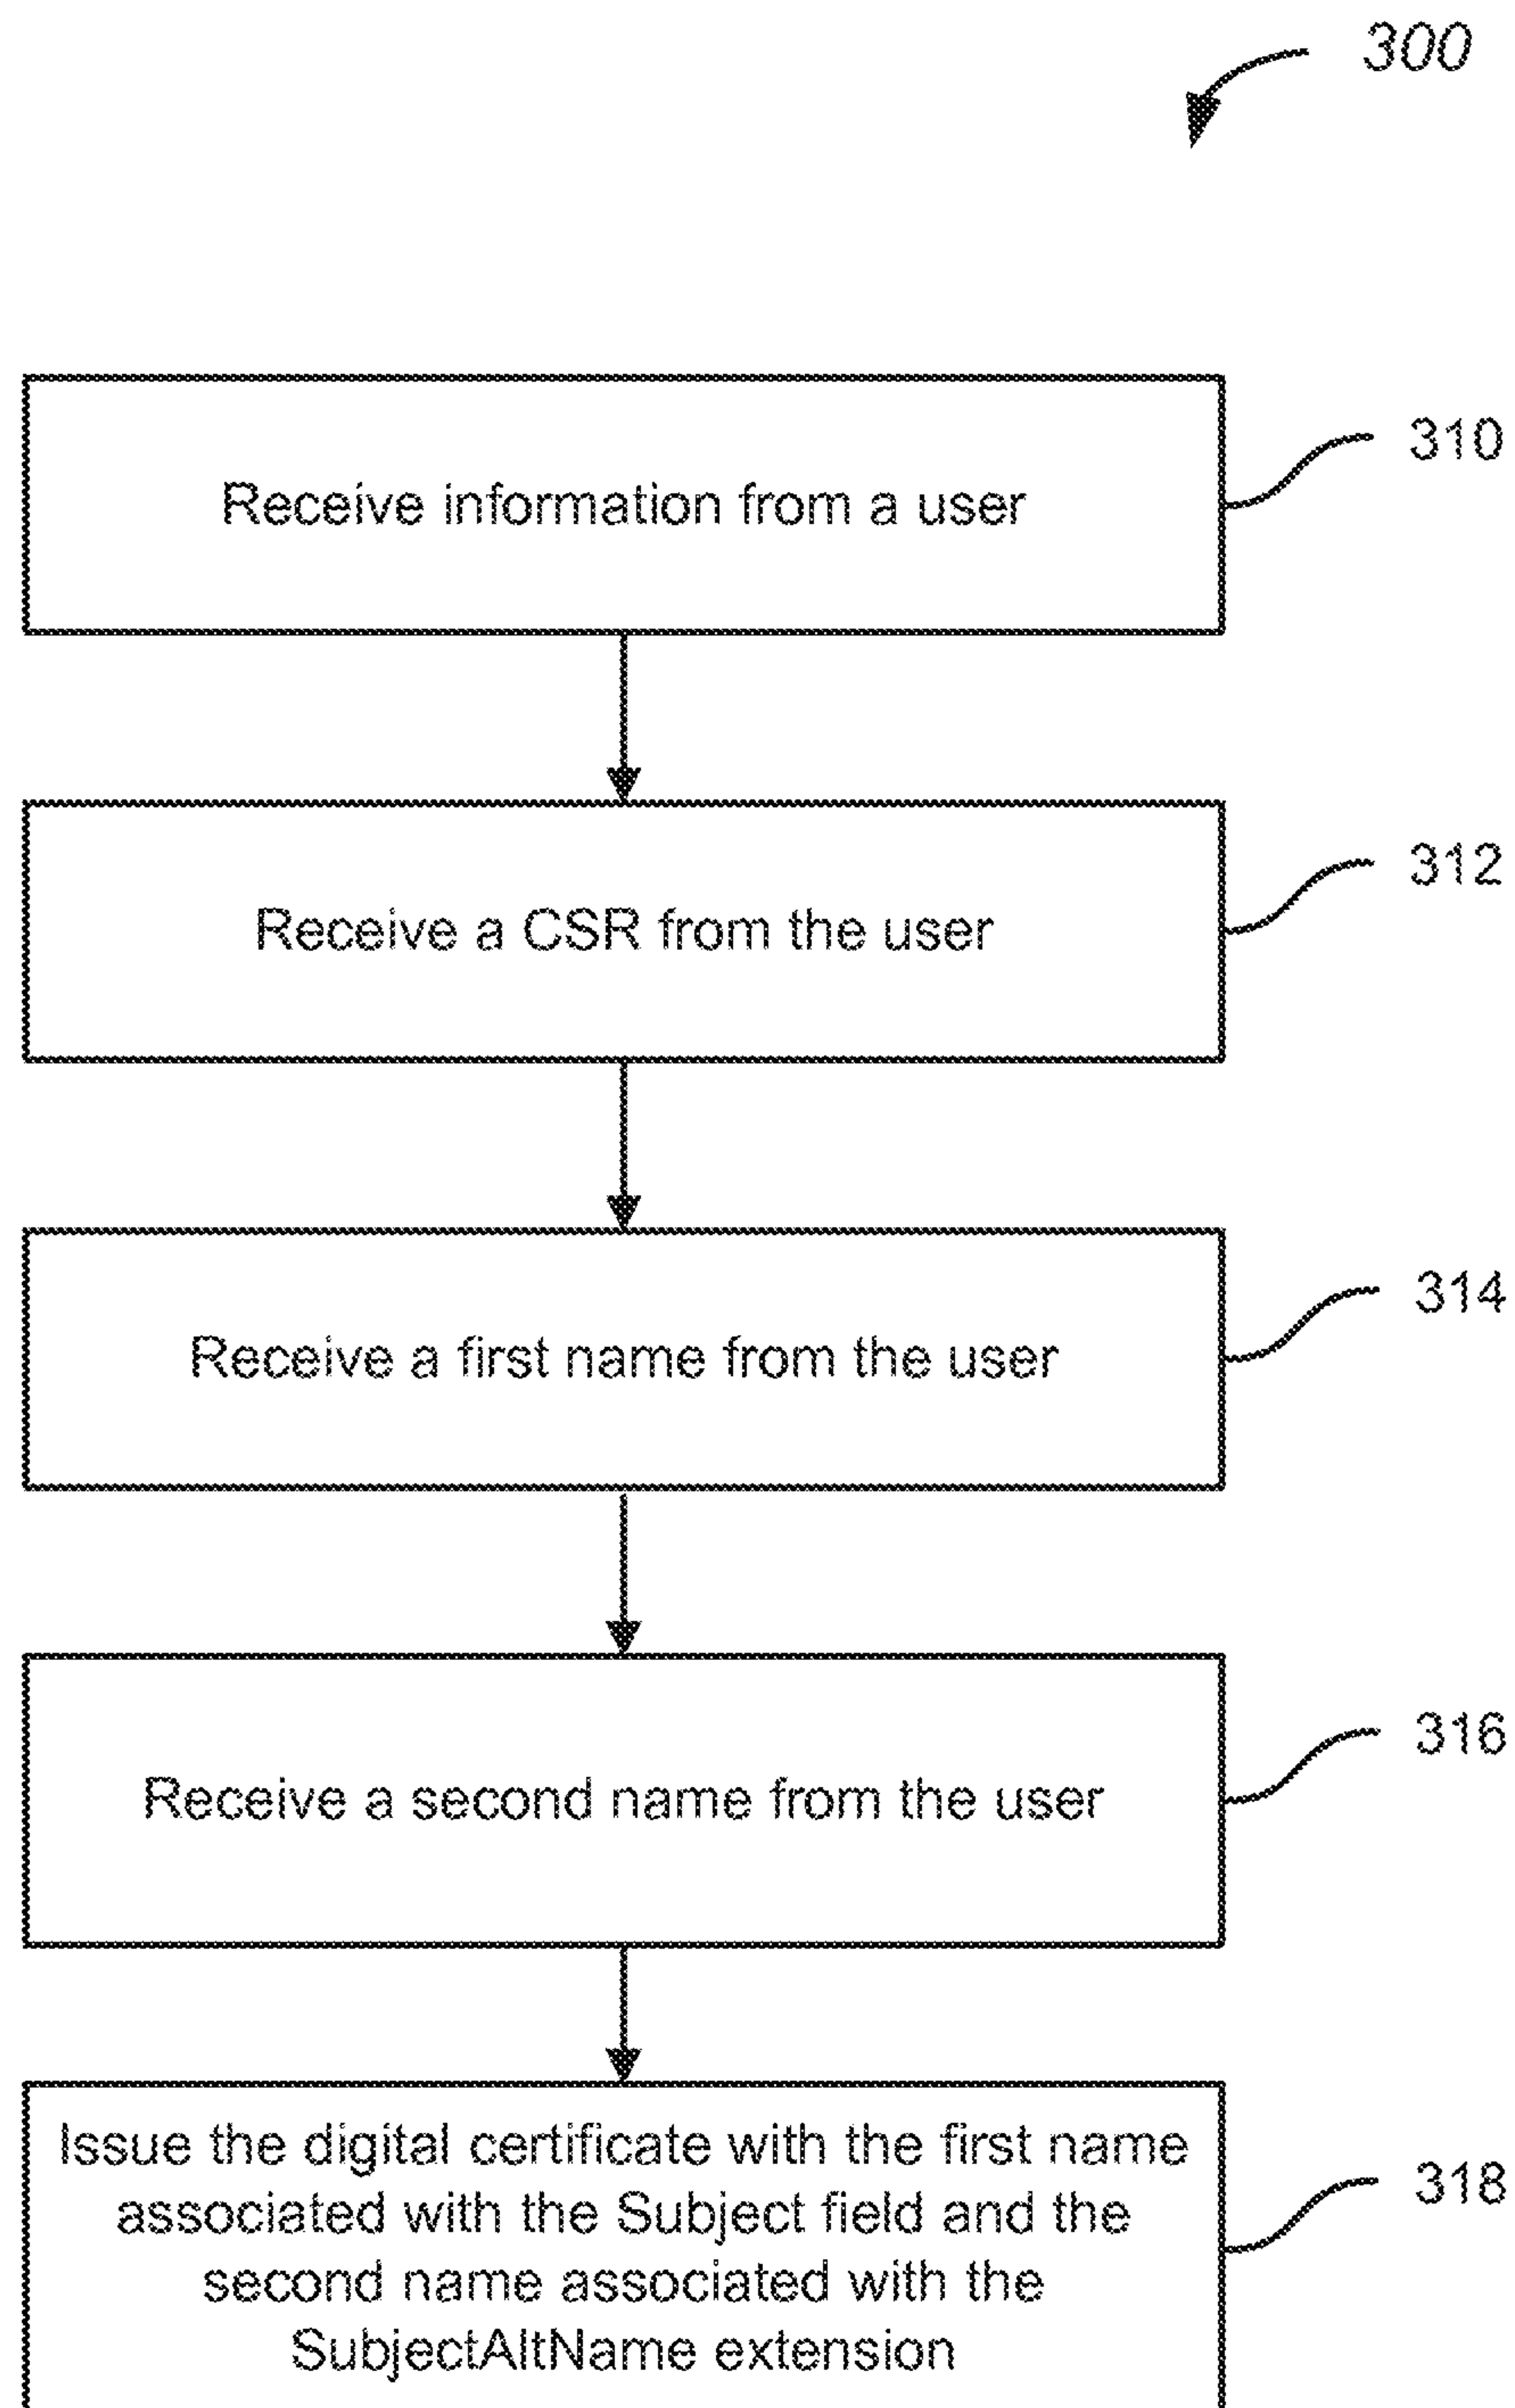 300
Receive information from a user
310
Receive a CSR from the user
312
Receive a first name from the user
314
Receive a second name from the user
316
Issue the digital certificate with the first name
associated with the Subject field and the
second name associated with the
SubjectAltName extension
318